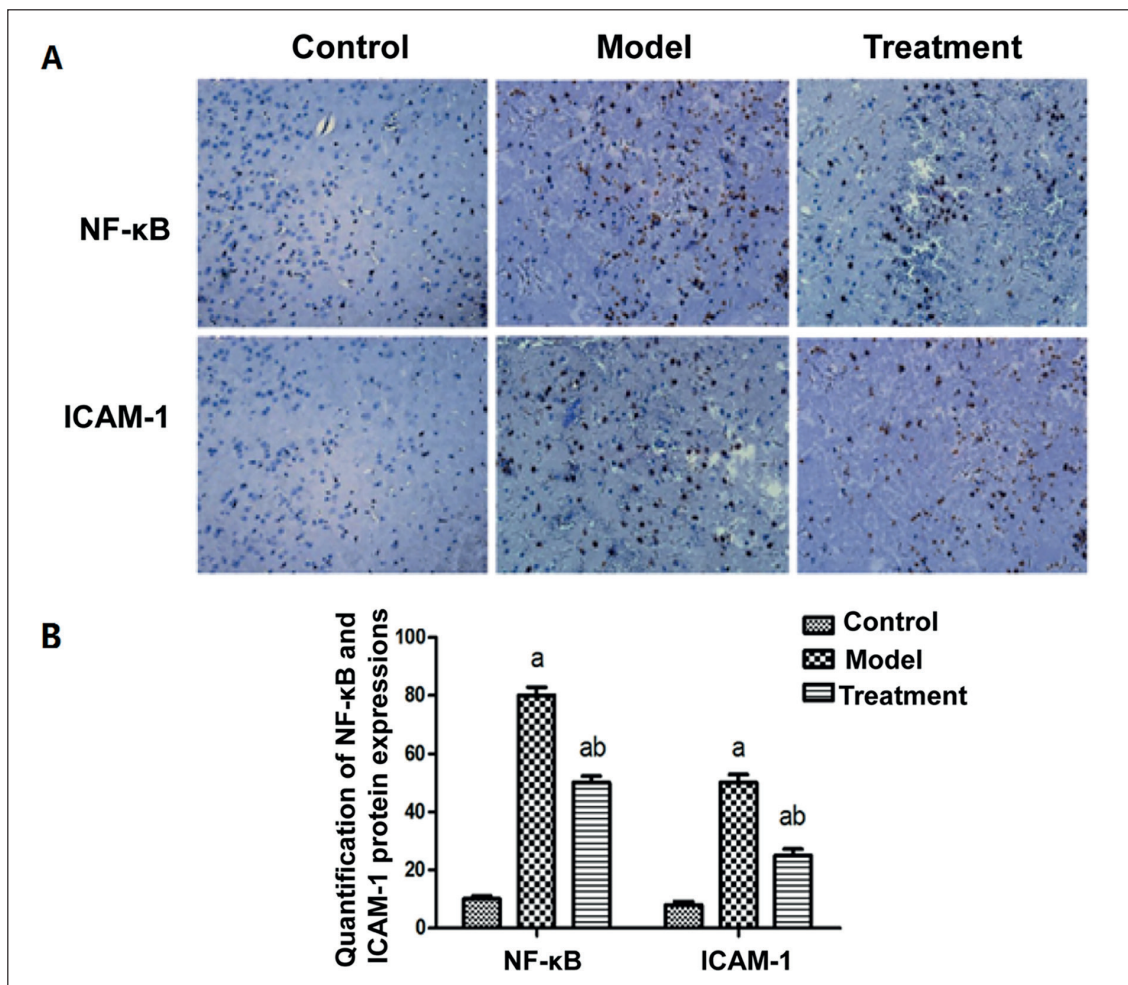 A
Control Model Treatment
NF-κB
ICAM-1
B
Quantification of NF-κB and
ICAM-1 protein expressions
100
80
60
40
20
0
a
ab
a
ab
NF-κB ICAM-1
Control
Model
Treatment